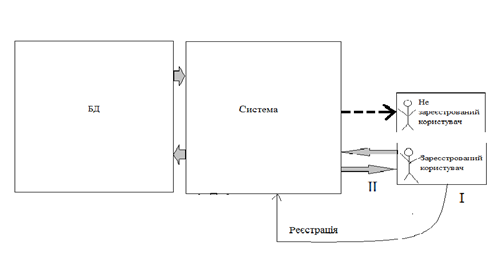 БД
Система
Не
зареєстрований
користувач
Зареєстрований
користувач
II
I
Реєстрація